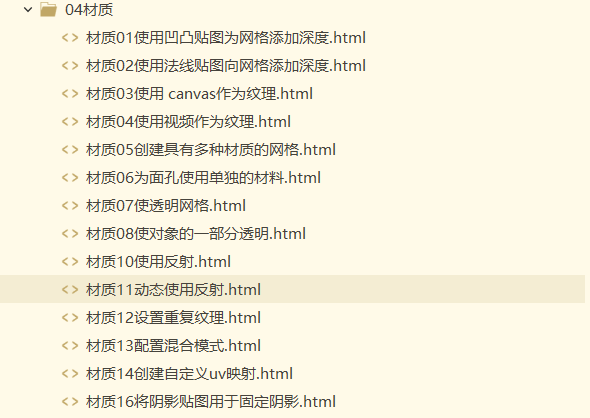 04材质
材质01使用凹凸贴图为网格添加深度.html
材质02使用法线贴图向网格添加深度.html
材质03使用 canvas作为纹理.html
材质04使用视频作为纹理.html
材质05创建具有多种材质的网格.html
材质06为面孔使用单独的材料.html
材质07使透明网格.html
材质08使对象的一部分透明.html
材质10使用反射.html
材质11动态使用反射.html
材质12设置重复纹理.html
材质13配置混合模式.html
材质14创建自定义uv映射.html
材质16将阴影贴图用于固定阴影.html